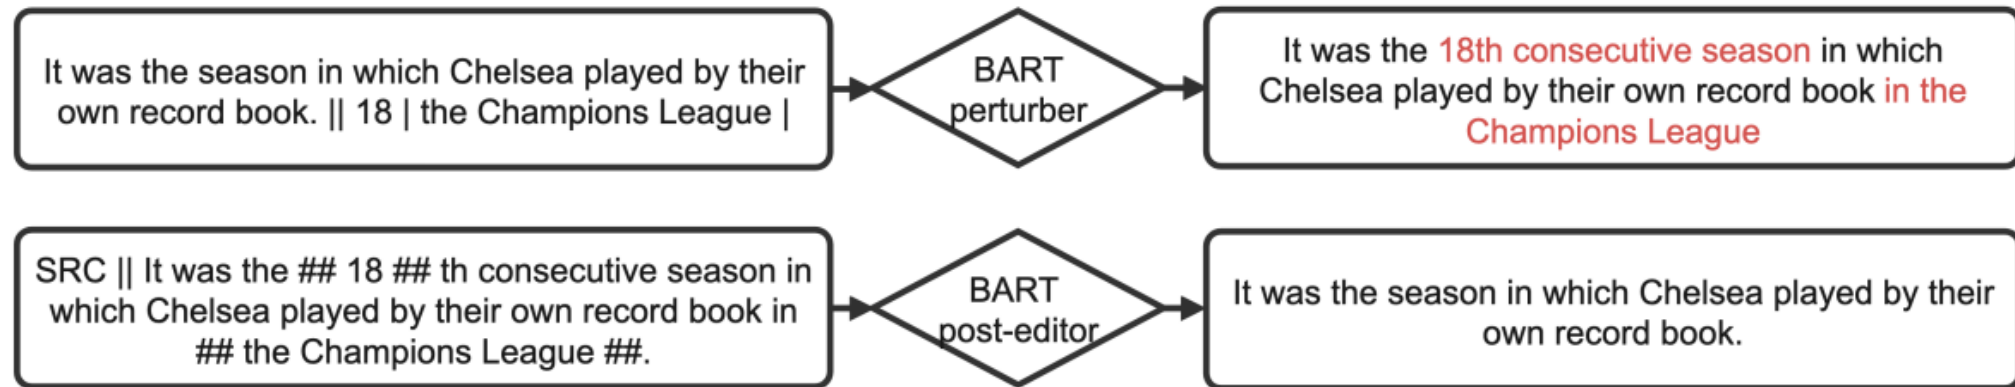 It was the season in which Chelsea played by their
own record book. || 18 | the Champions League |
BART
perturber
It was the 18th consecutive season in which
Chelsea played by their own record book in the
Champions League
SRC || It was the ## 18 ## th consecutive season in
which Chelsea played by their own record book in
## the Champions League ##.
BART
post-editor
It was the season in which Chelsea played by their
own record book.